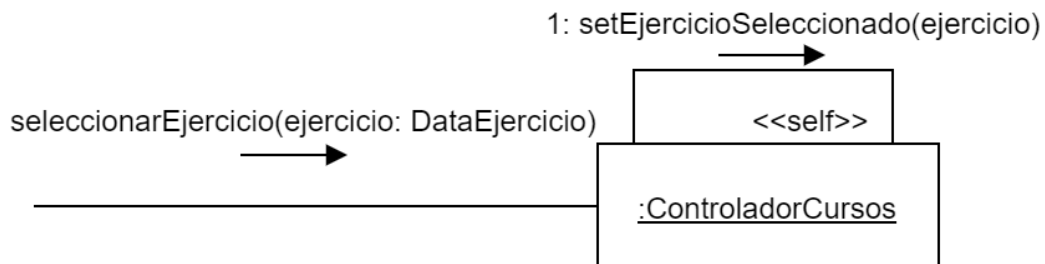 1: setEjercicioSeleccionado(ejercicio)
seleccionarEjercicio(ejercicio: DataEjercicio)
<<self>>
:ControladorCursos